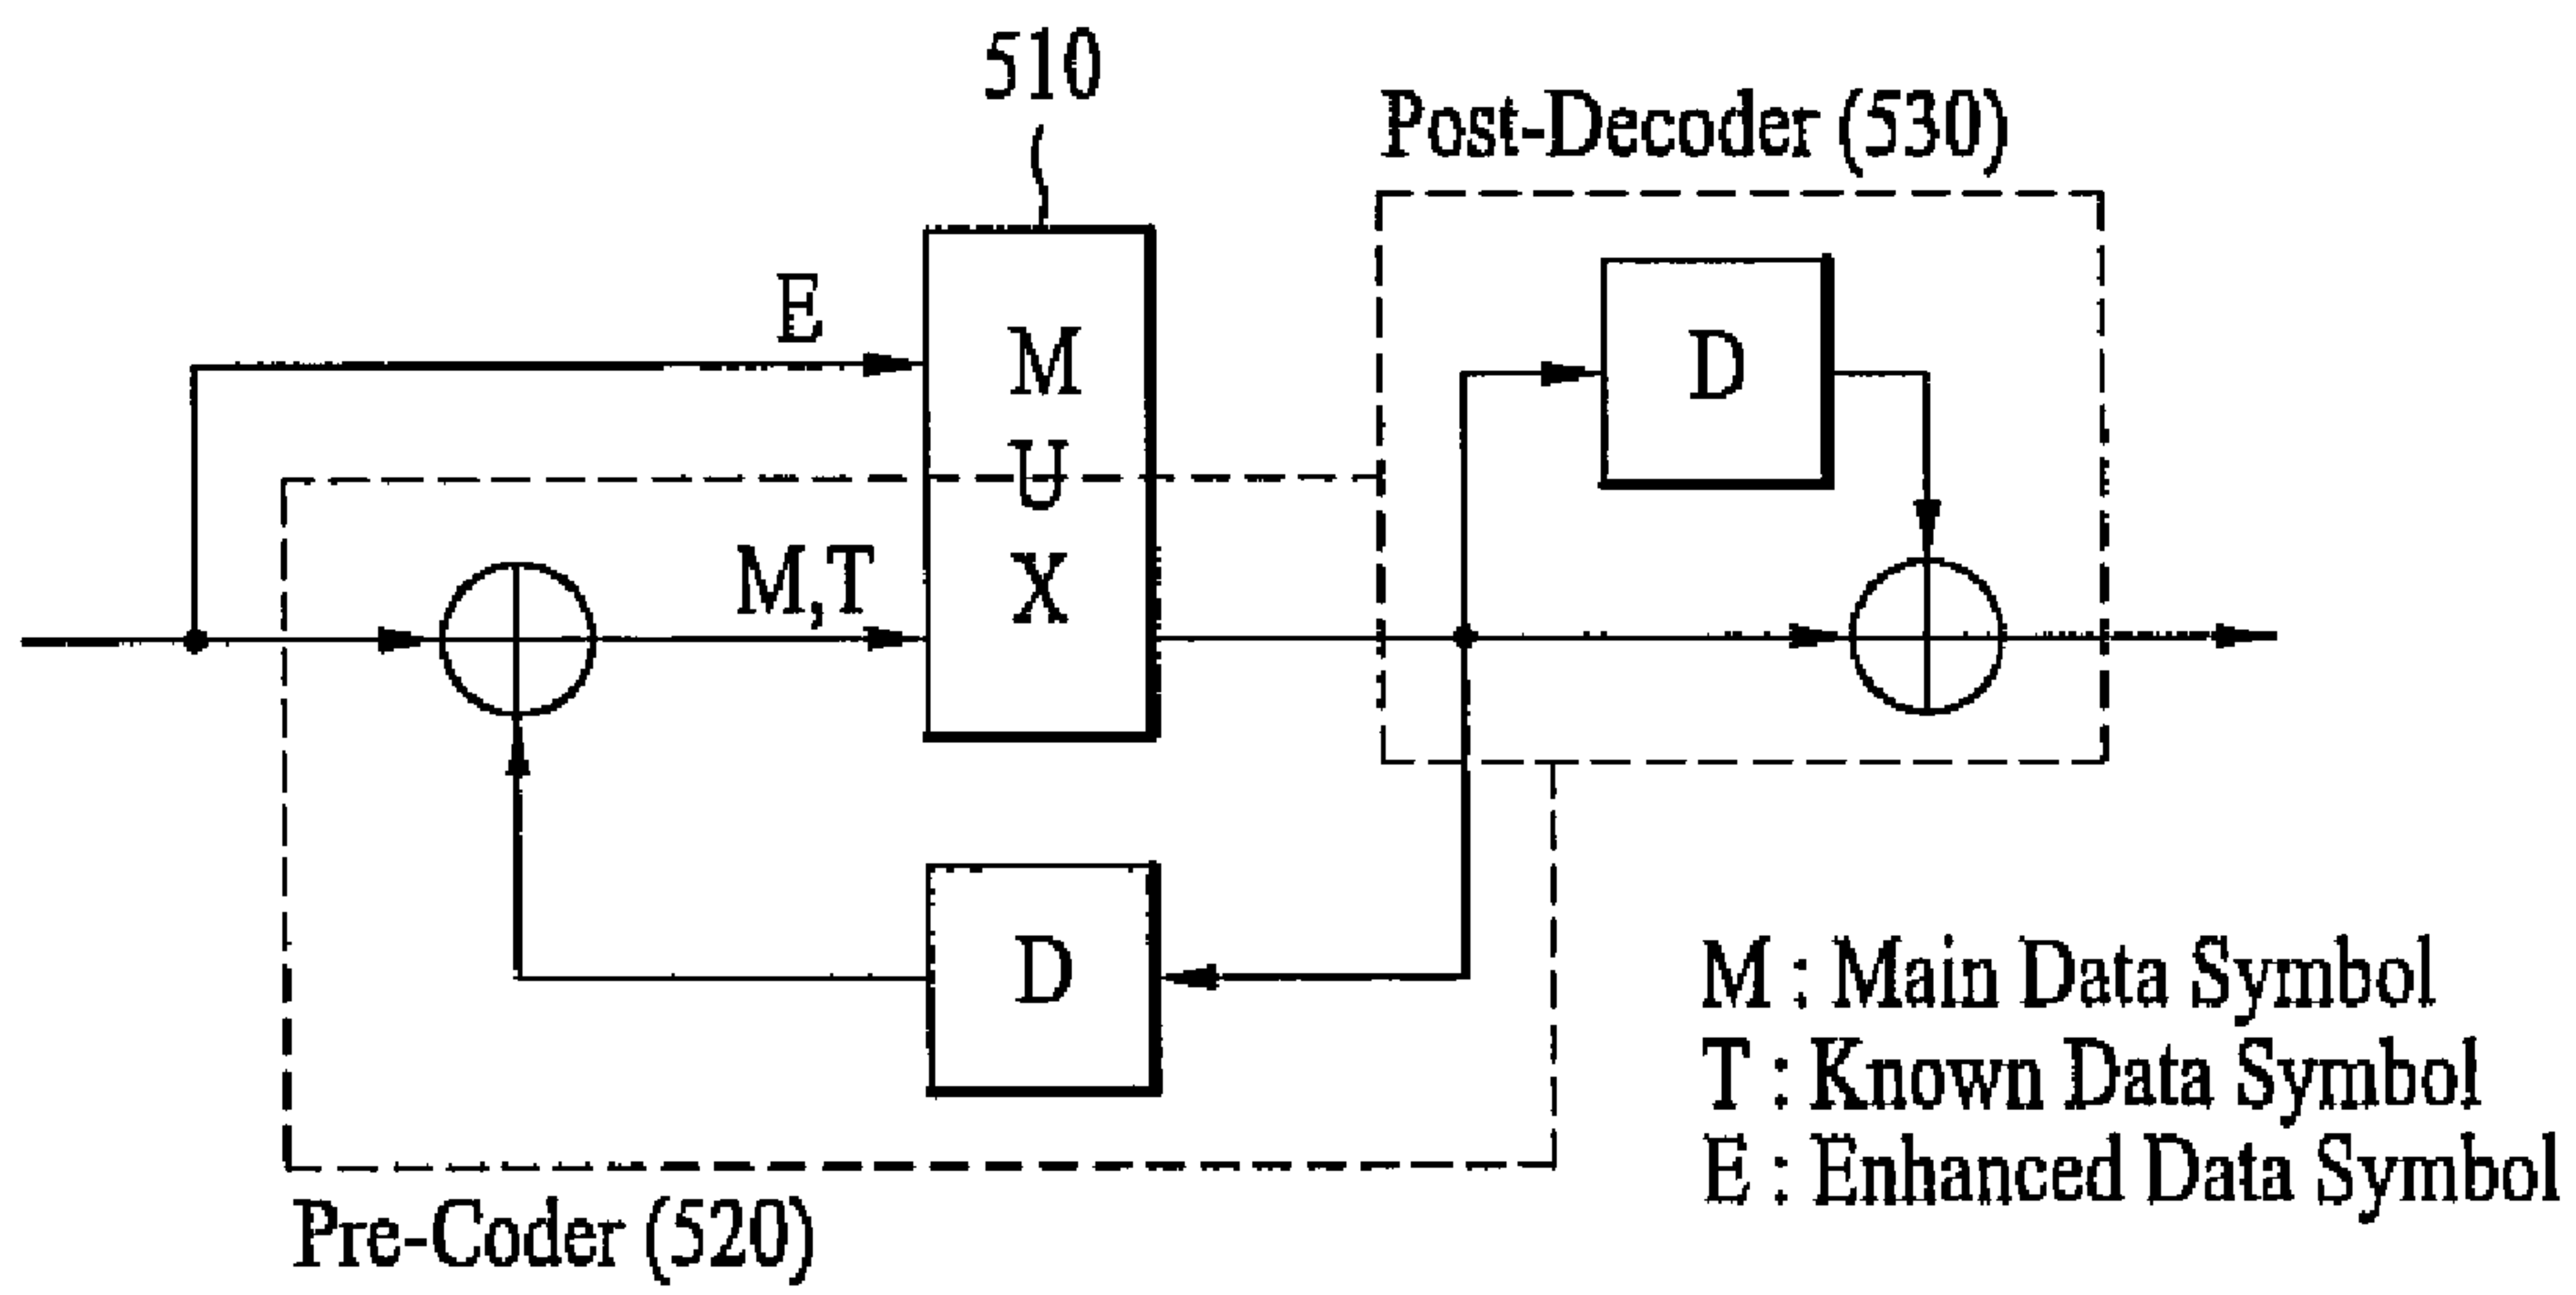 510
Post-Decoder (530)
E
M
U
X
D
M,T
D
M : Main Data Symbol
T : Known Data Symbol
E : Enhanced Data Symbol
Pre-Coder (520)